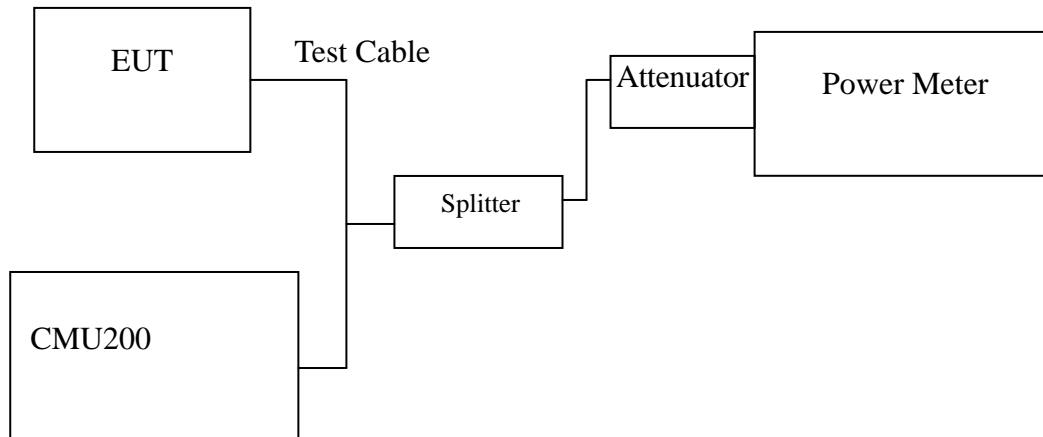 EUT
Test Cable
Attenuator
Power Meter
Splitter
CMU200